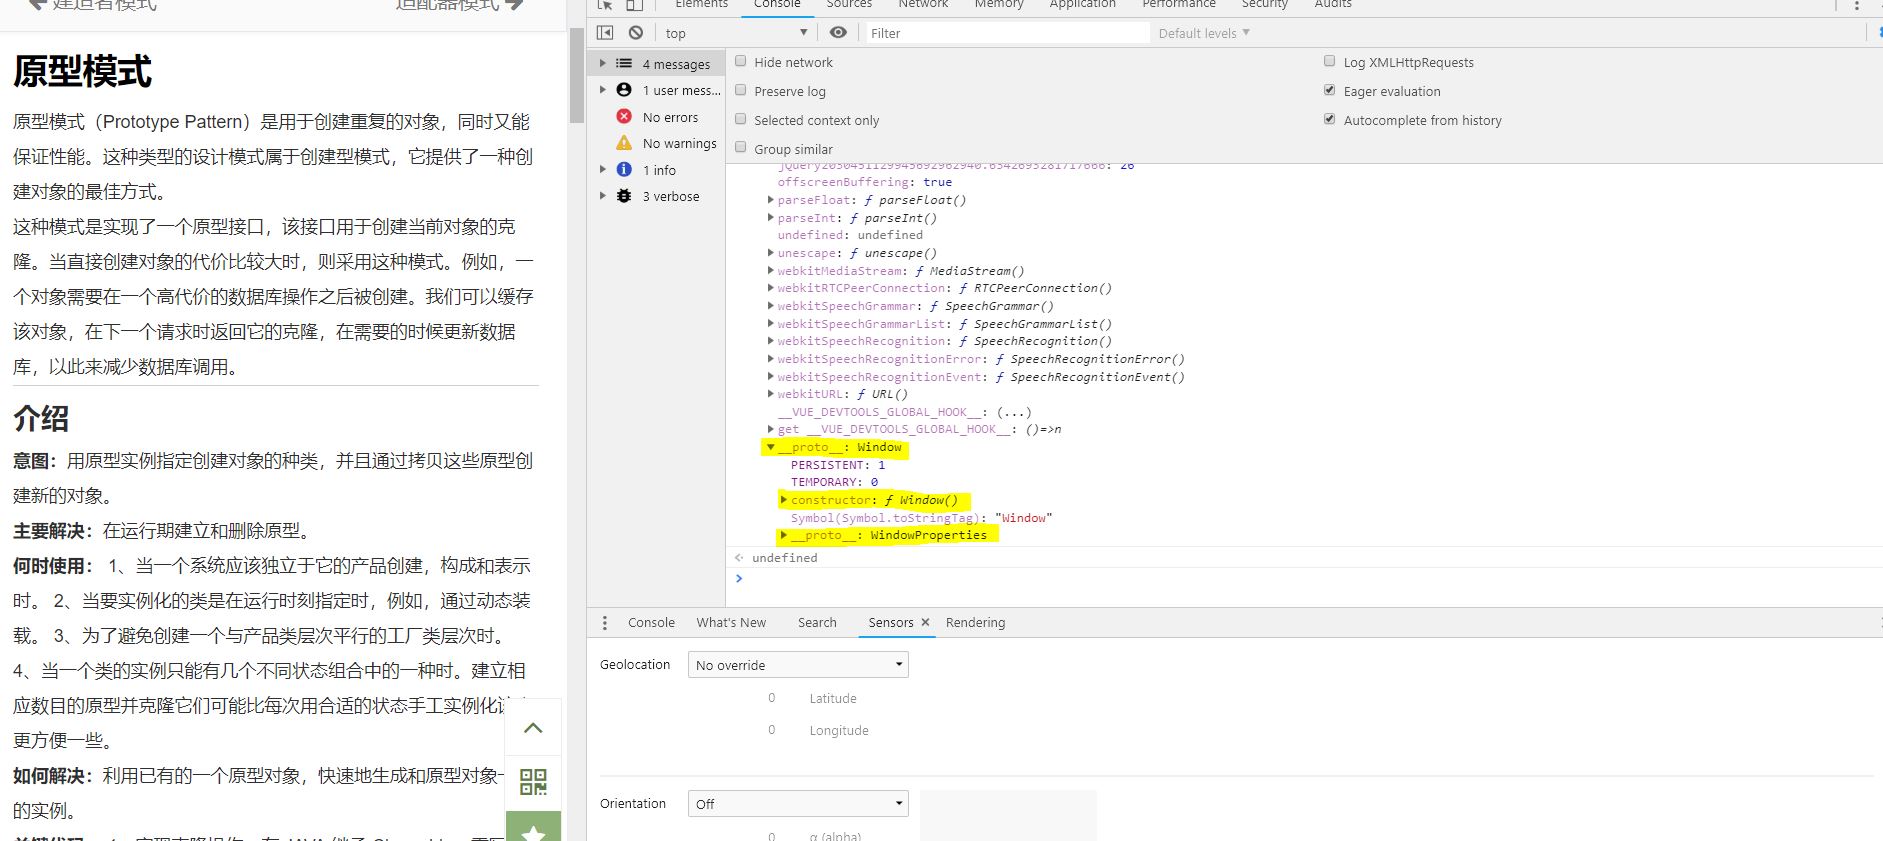 建造者模式
适配器模式
原型模式
原型模式（Prototype Pattern）是用于创建重复的对象，同时又能
保证性能。这种类型的设计模式属于创建型模式，它提供了一种创
建对象的最佳方式。
这种模式是实现了一个原型接口，该接口用于创建当前对象的克
隆。当直接创建对象的代价比较大时，则采用这种模式。例如，一
个对象需要在一个高代价的数据库操作之后被创建。我们可以缓存
该对象，在下一个请求时返回它的克隆，在需要的时候更新数据
库，以此来减少数据库调用。
介绍
意图：用原型实例指定创建对象的种类，并且通过拷贝这些原型创
建新的对象。
主要解决：在运行期建立和删除原型。
何时使用： 1、当一个系统应该独立于它的产品创建，构成和表示
时。 2、当要实例化的类是在运行时刻指定时，例如，通过动态装
载。 3、为了避免创建一个与产品类层次平行的工厂类层次时。
4、当一个类的实例只能有几个不同状态组合中的一种时。建立相
应数目的原型并克隆它们可能比每次用合适的状态手工实例化
更方便一些。
如何解决：利用已有的一个原型对象，快速地生成和原型对象
的实例。
Elements Console Sources Network Memory Application Performance Security Audits
top
Filter
Default levels
4 messages
1 user mess...
No errors
No warnings
1 info
3 verbose
Hide network
Preserve log
Selected context only
Group similar
Log XMLHttpRequests
Eager evaluation
Autocomplete from history
offscreenBuffering: true
parseFloat: ƒ parseFloat()
parseInt: ƒ parseInt()
undefined: undefined
unescape: ƒ unescape()
webkitMediaStream: ƒ MediaStream()
webkitRTCPeerConnection: ƒ RTCPeerConnection()
webkitSpeechGrammar: ƒ SpeechGrammar()
webkitSpeechGrammarList: ƒ SpeechGrammarList()
webkitSpeechRecognition: ƒ SpeechRecognition()
webkitSpeechRecognitionError: ƒ SpeechRecognitionError()
webkitSpeechRecognitionEvent: ƒ SpeechRecognitionEvent()
webkitURL: ƒ URL()
__VUE_DEVTOOLS_GLOBAL_HOOK__: (...)
get __VUE_DEVTOOLS_GLOBAL_HOOK__: ()=>n
__proto__: Window
PERSISTENT: 1
TEMPORARY: 0
constructor: ƒ Window()
Symbol(Symbol.toStringTag): "Window"
__proto__: WindowProperties
undefined
Console What's New Search Sensors Rendering
Geolocation No override
0 Latitude
0 Longitude
Orientation Off
0 α (alpha)